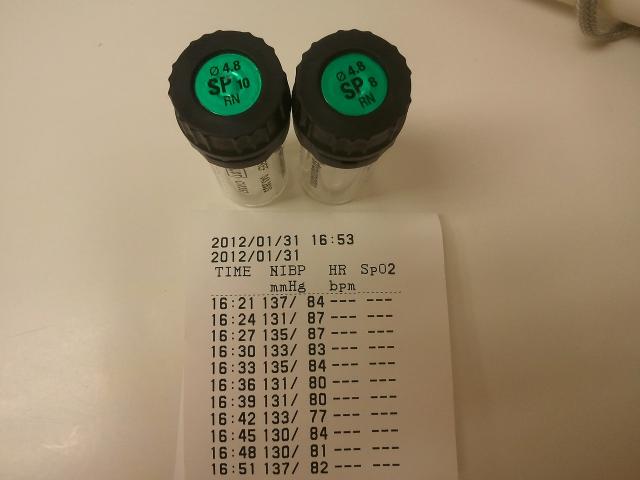 Ø 4.8
SP 10
RN
Ø 4.8
SP 8
RN
2012/01/31 16:53
2012/01/31
TIME NIBP HR SpO2
mmHg bpm
16:21 137/ 84 --- ---
16:24 131/ 87 --- ---
16:27 135/ 87 --- ---
16:30 133/ 83 --- ---
16:33 135/ 84 --- ---
16:36 131/ 80 --- ---
16:39 131/ 80 --- ---
16:42 133/ 77 --- ---
16:45 130/ 84 --- ---
16:48 130/ 81 --- ---
16:51 137/ 82 --- ---